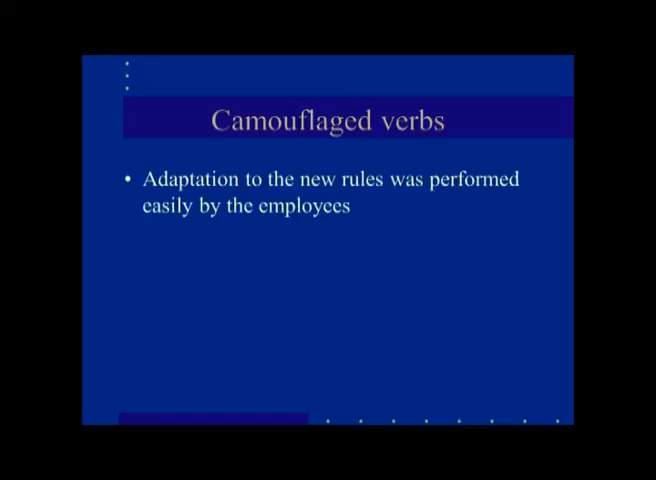 Camouflaged verbs
• Adaptation to the new rules was performed
easily by the employees